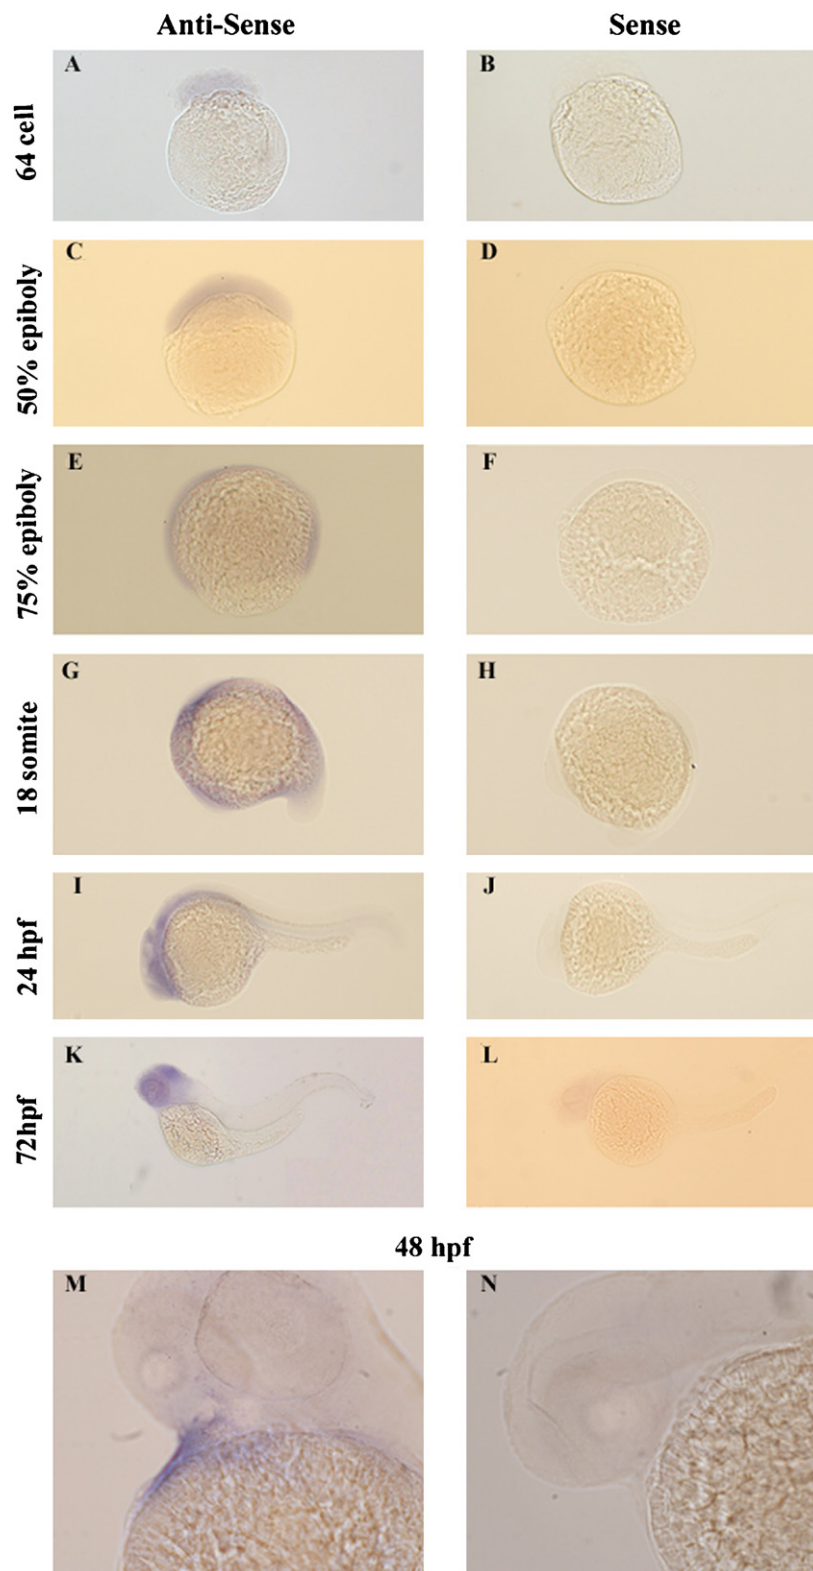 Anti-Sense Sense
64 cell
A B
50% epiboly
C D
75% epiboly
E F
18 somite
G H
24 hpf
I J
72hpf
K L
48 hpf
M N